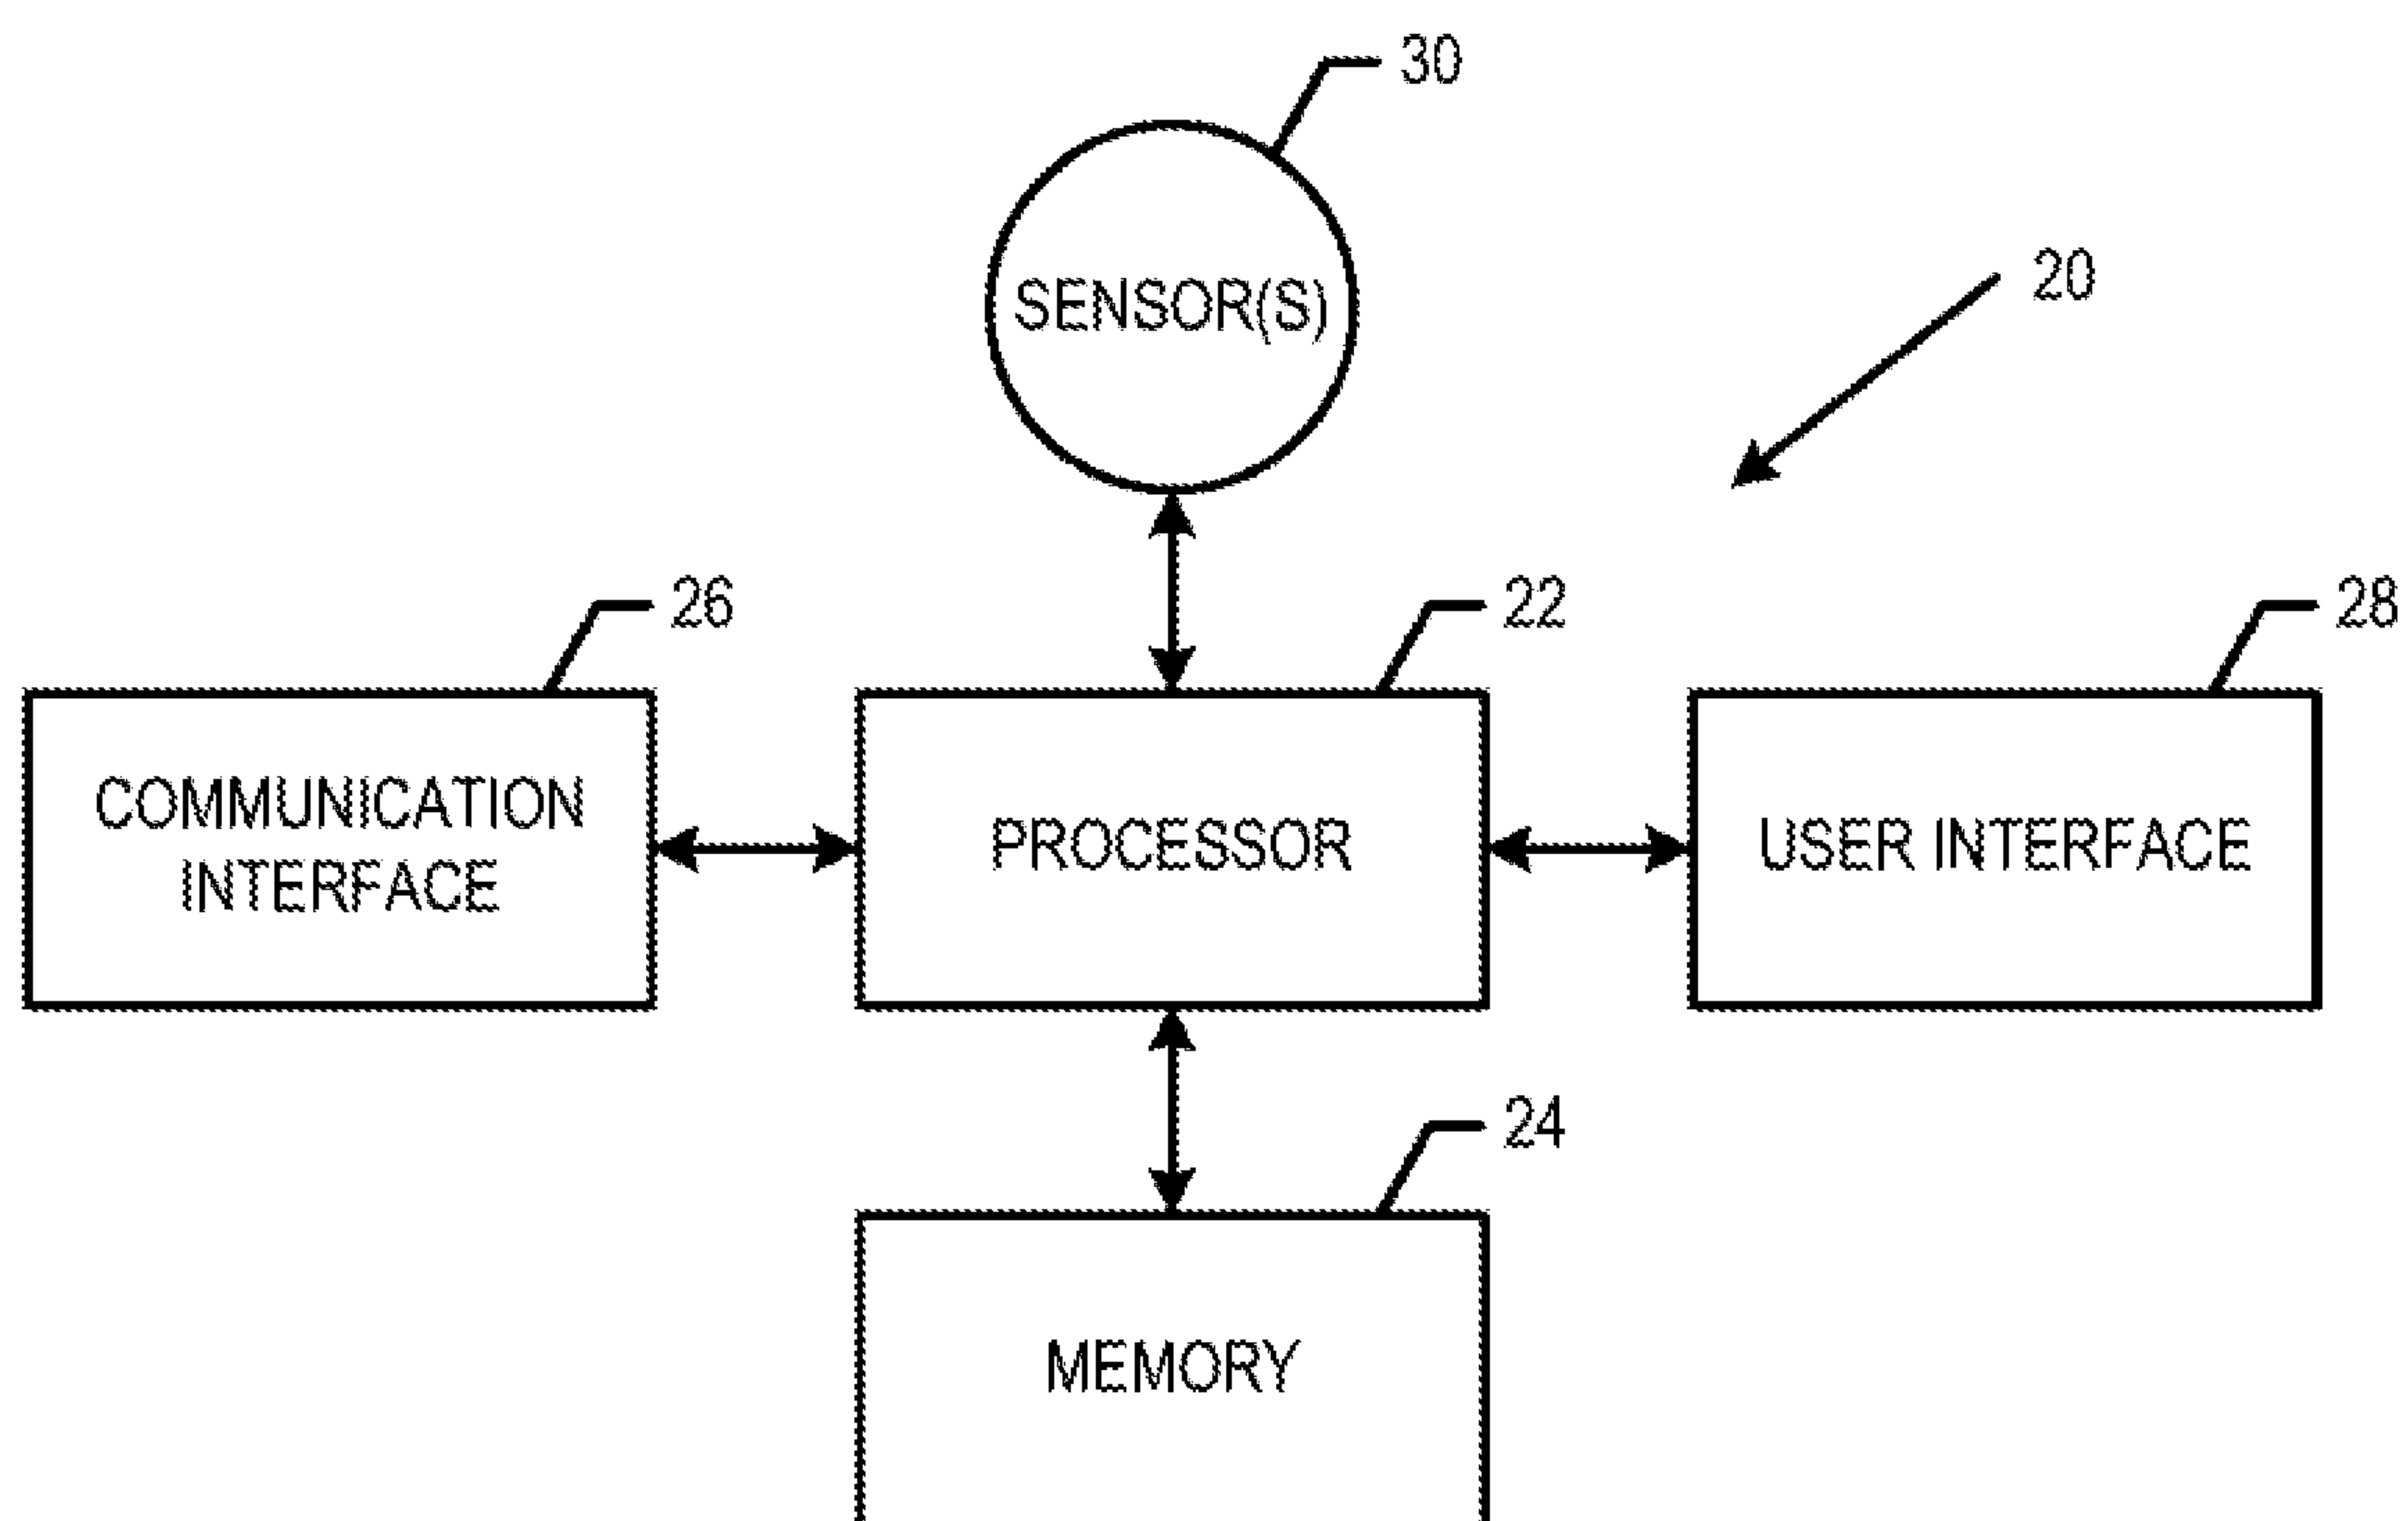 30
SENSOR(S)
20
26
22
28
COMMUNICATION
INTERFACE
PROCESSOR
USER INTERFACE
24
MEMORY